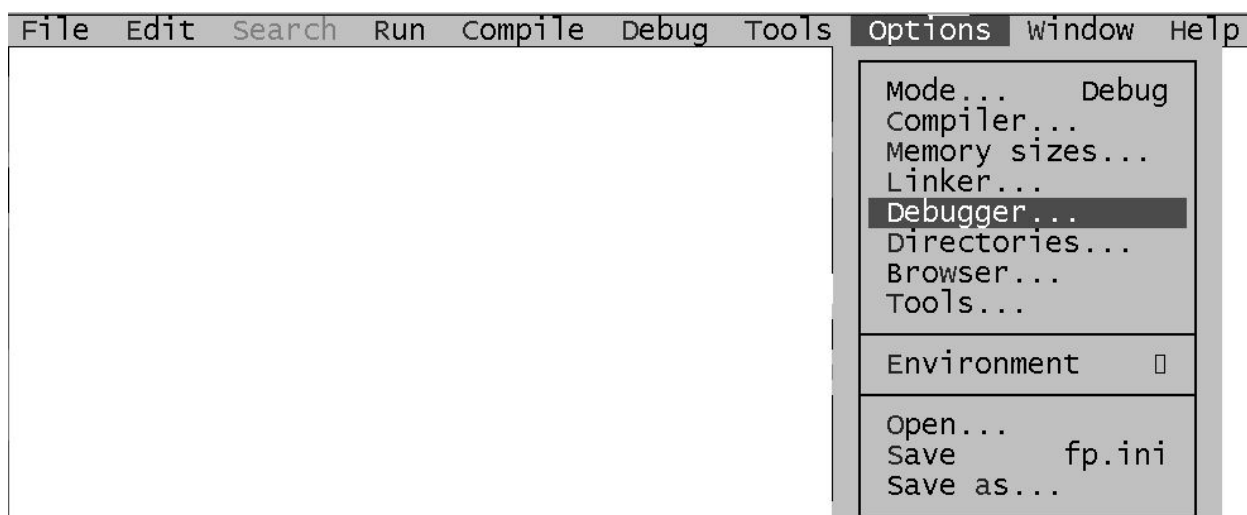 File Edit Search Run Compile Debug Tools Options Window Help
Mode... Debug
Compiler...
Memory sizes...
Linker...
Debugger...
Directories...
Browser...
Tools...
Environment
Open...
Save fp.ini
Save as...